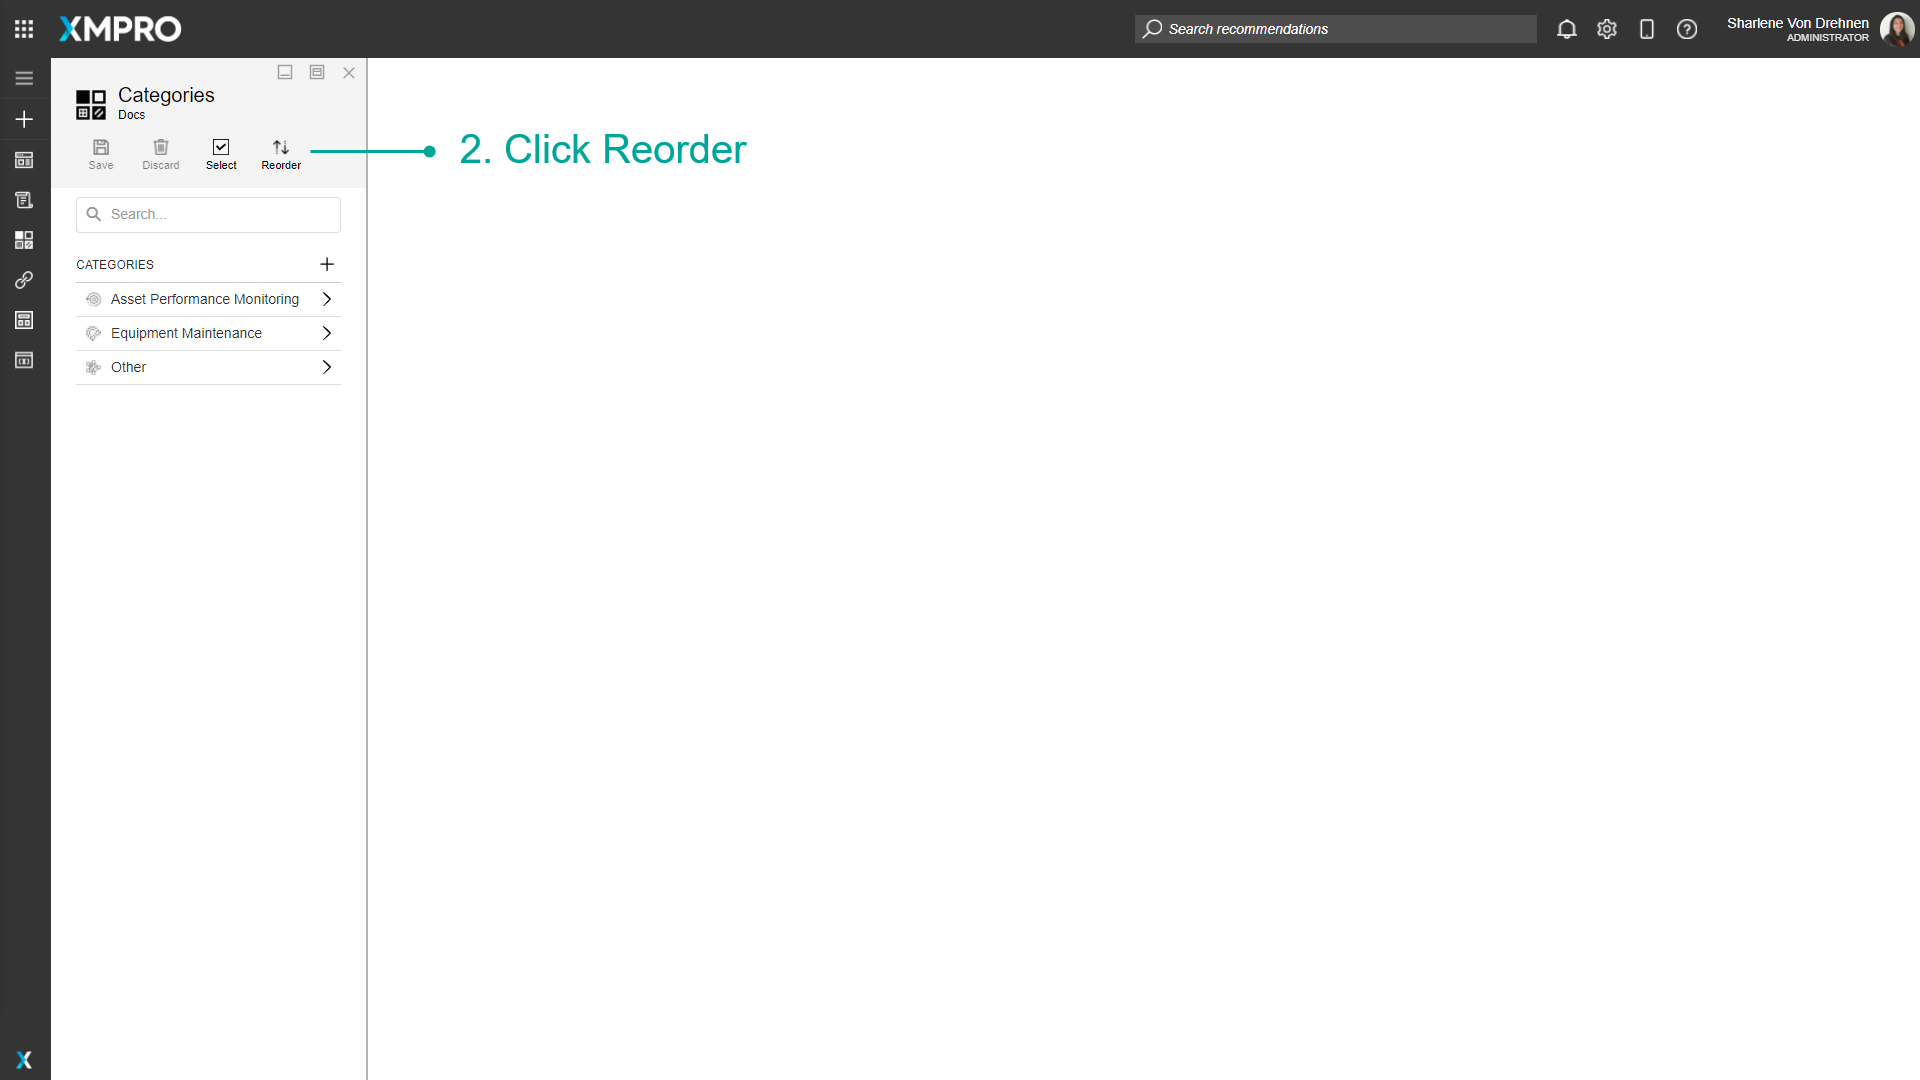 XMPRO
Search recommendations
Sharlene Von Drehnen
ADMINISTRATOR
Categories
Docs
Save
Discard
Select
Reorder
2. Click Reorder
Search...
CATEGORIES
Asset Performance Monitoring
Equipment Maintenance
Other